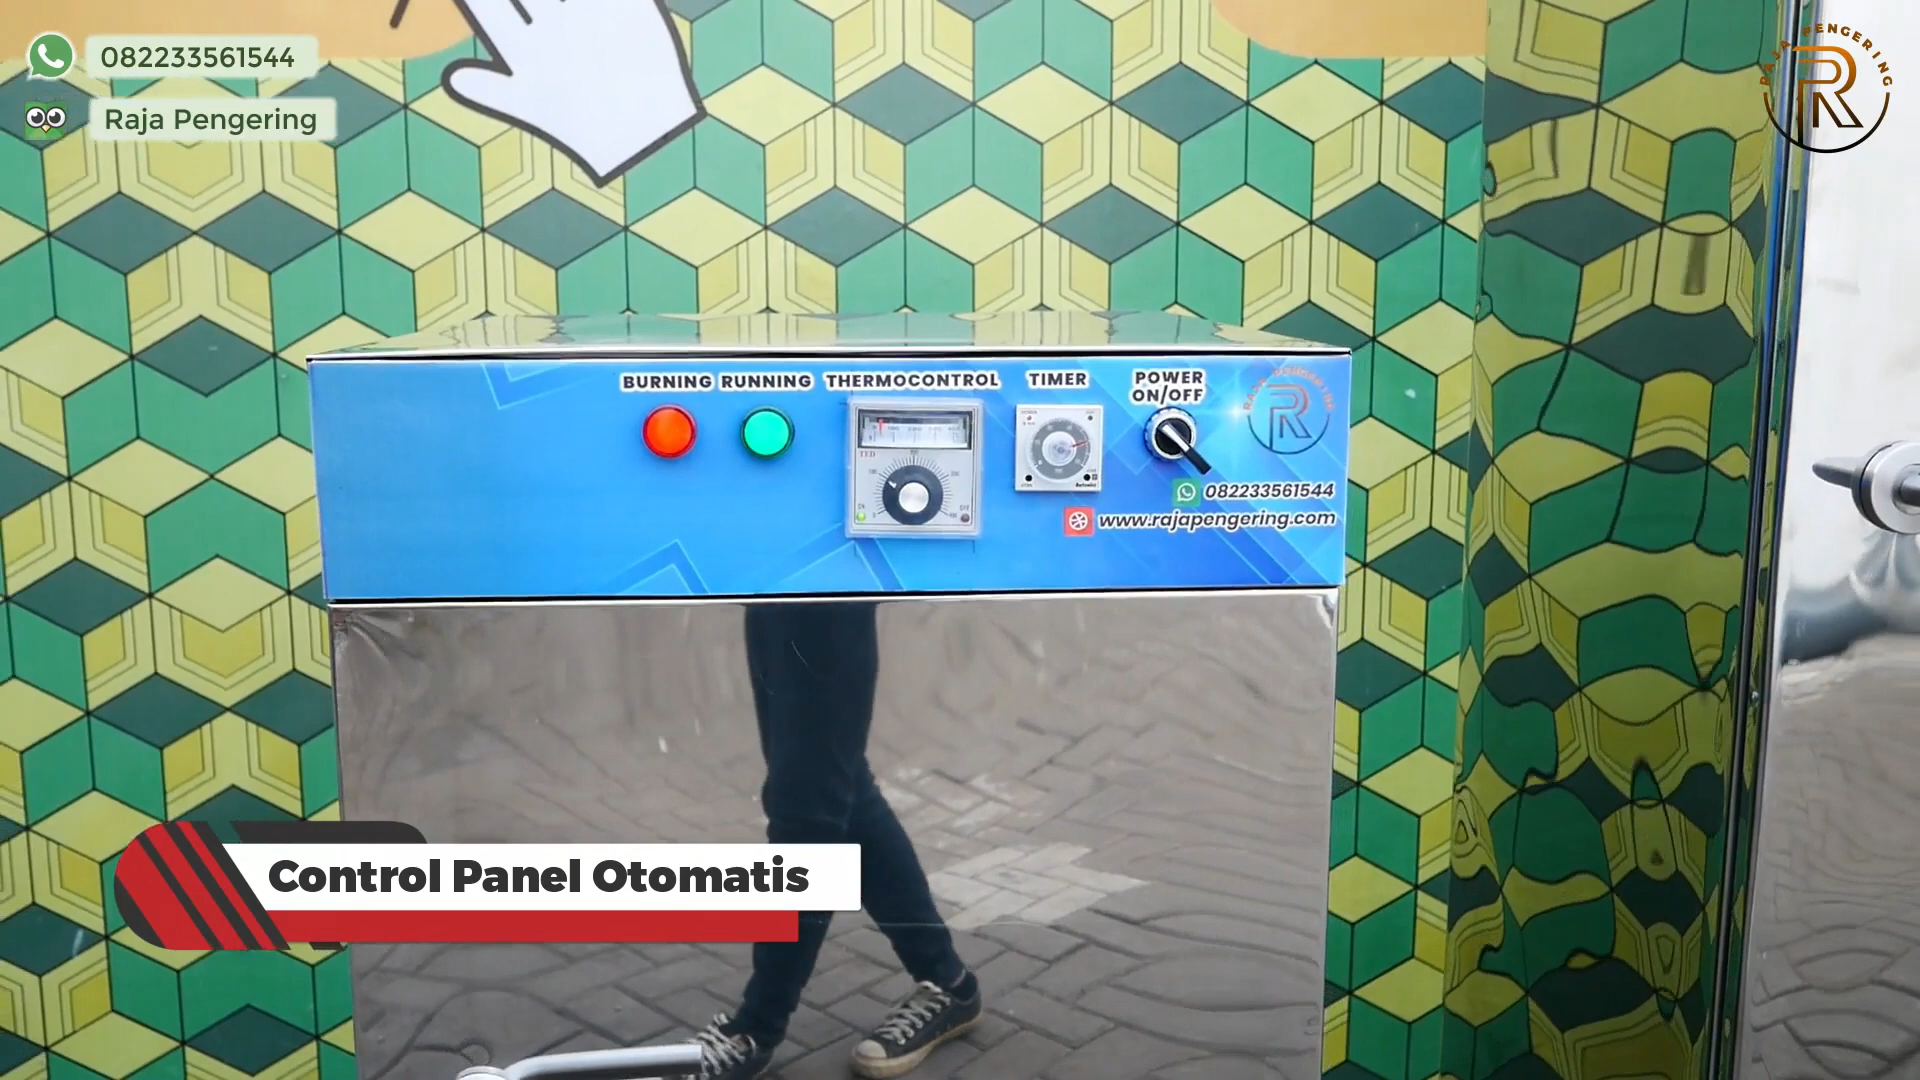 082233561544
Raja Pengering
RAJA PENGERING
BURNING RUNNING THERMOCONTROL TIMER POWER
ON/OFF
TED
082233561544
www.rajapengering.com
Control Panel Otomatis